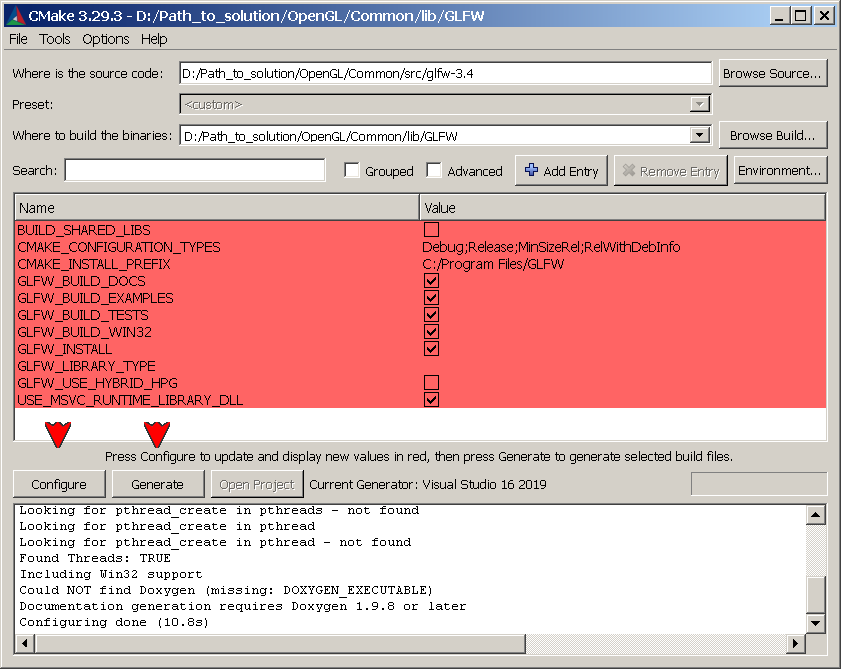 CMake 3.29.3 - D:/Path_to_solution/OpenGL/Common/lib/GLFW
File Tools Options Help
Where is the source code: D:/Path_to_solution/OpenGL/Common/src/glfw-3.4 Browse Source...
Preset: <custom>
Where to build the binaries: D:/Path_to_solution/OpenGL/Common/lib/GLFW Browse Build...
Search: Grouped Advanced Add Entry Remove Entry Environment...
Name Value
BUILD_SHARED_LIBS
CMAKE_CONFIGURATION_TYPES Debug;Release;MinSizeRel;RelWithDebInfo
CMAKE_INSTALL_PREFIX C:/Program Files/GLFW
GLFW_BUILD_DOCS
GLFW_BUILD_EXAMPLES
GLFW_BUILD_TESTS
GLFW_BUILD_WIN32
GLFW_INSTALL
GLFW_LIBRARY_TYPE
GLFW_USE_HYBRID_HPG
USE_MSVC_RUNTIME_LIBRARY_DLL
Press Configure to update and display new values in red, then press Generate to generate selected build files.
Configure Generate Open Project Current Generator: Visual Studio 16 2019
Looking for pthread_create in pthreads - not found
Looking for pthread_create in pthread
Looking for pthread_create in pthread - not found
Found Threads: TRUE
Including Win32 support
Could NOT find Doxygen (missing: DOXYGEN_EXECUTABLE)
Documentation generation requires Doxygen 1.9.8 or later
Configuring done (10.8s)